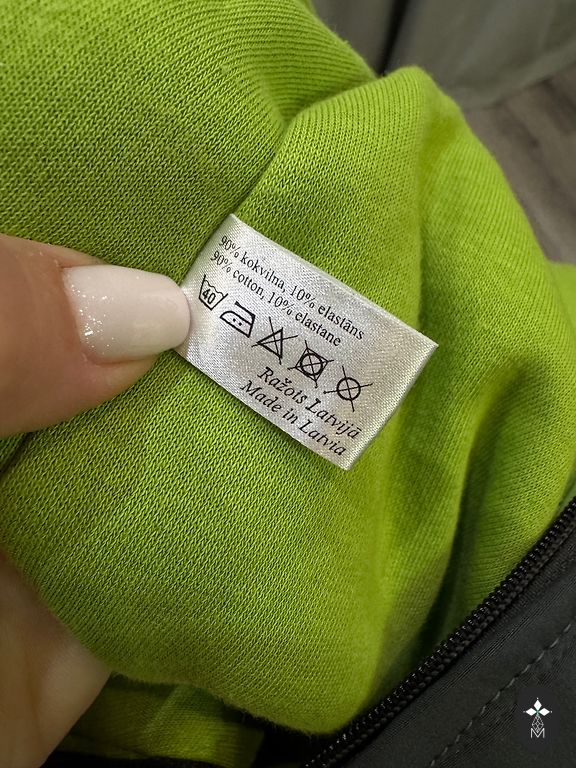 90% kokvilna, 10% elastāns
90% cotton, 10% elastane
40
Ražots Latvijā
Made in Latvia